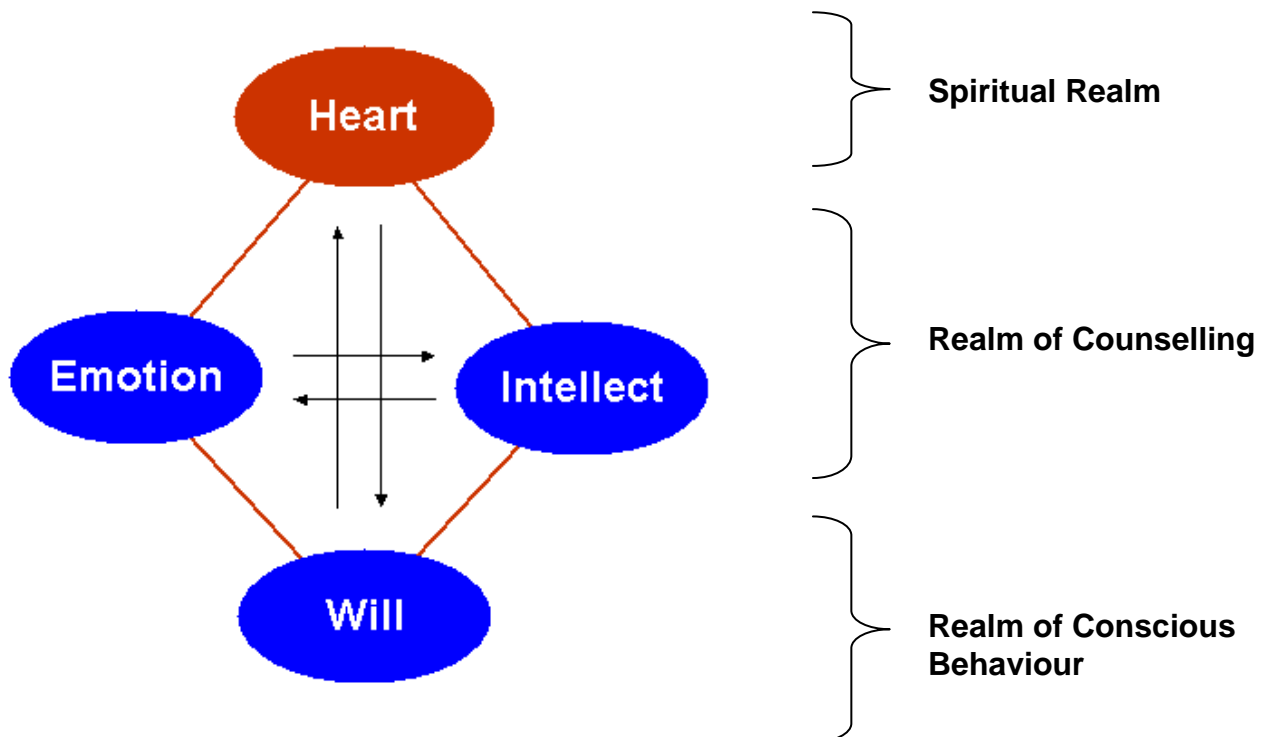 Heart
Spiritual Realm
Emotion
Intellect
Realm of Counselling
Will
Realm of Conscious
Behaviour